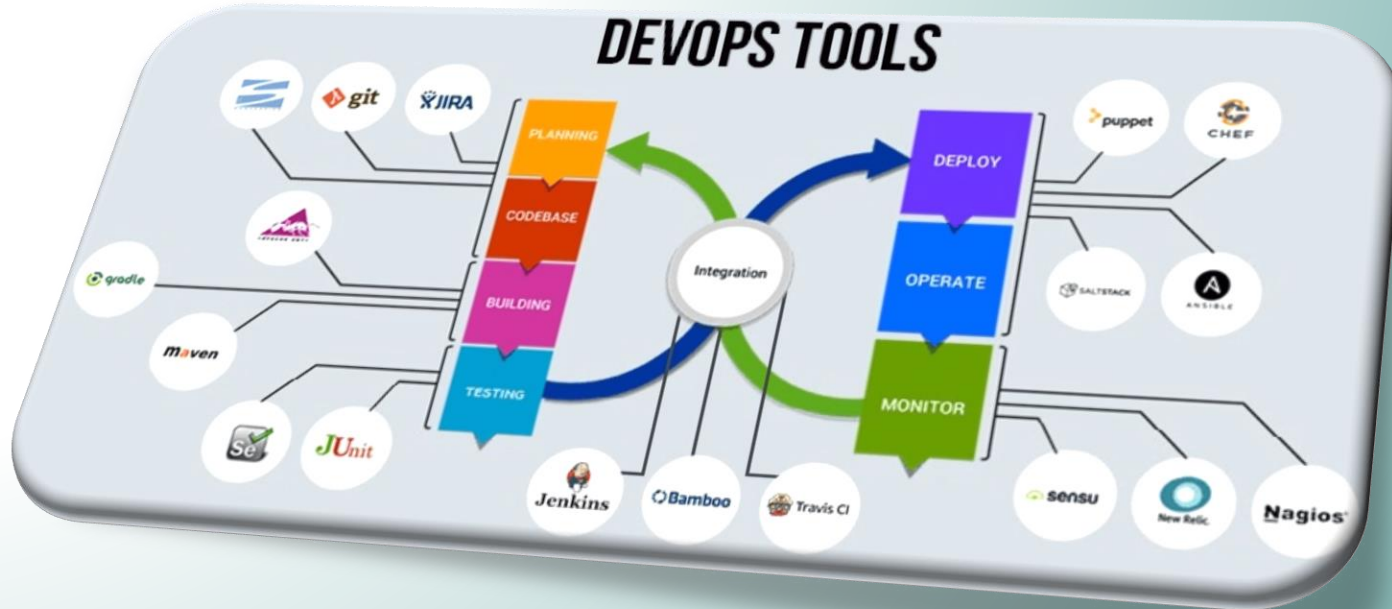 DEVOPS TOOLS
git
JIRA
PLANNING
CODEBASE
BUILDING
TESTING
gradle
maven
Se
JUnit
Integration
Jenkins
Bamboo
Travis CI
DEPLOY
OPERATE
MONITOR
puppet
CHEF
SALTSTACK
A
ANSIBLE
sensu
New Relic.
Nagios®